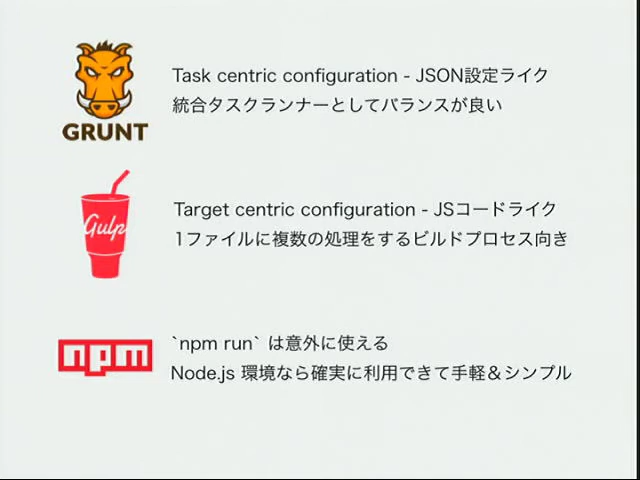 GRUNT
Task centric configuration - JSON設定ライク
統合タスクランナーとしてバランスが良い
Gulp
Target centric configuration - JSコードライク
1ファイルに複数の処理をするビルドプロセス向き
npm
`npm run` は意外に使える
Node.js 環境なら確実に利用できて手軽＆シンプル